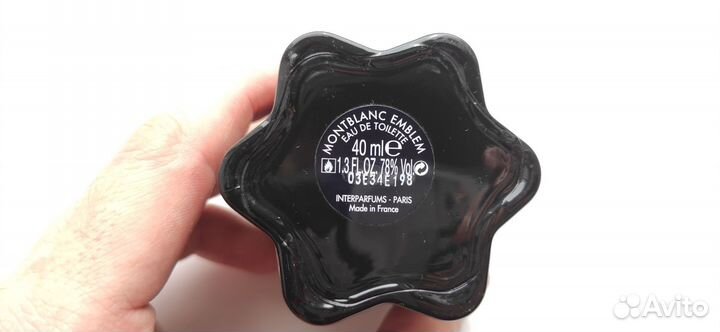 MONTBLANC EMBLEM
EAU DE TOILETTE
40 ml e
1.3 FL.OZ. 78% Vol
03E34E198
INTERPARFUMS - PARIS
Made in France
Avito